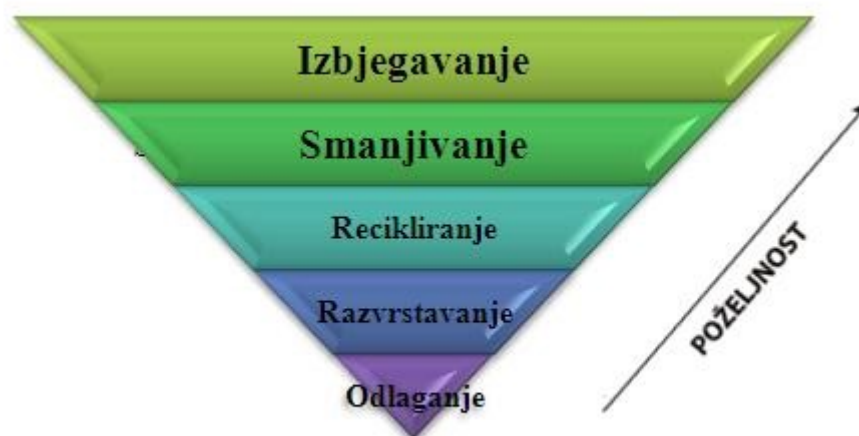 Izbjegavanje
Smanjivanje
Recikliranje
Razvrstavanje
Odlaganje
POŽELJNOST